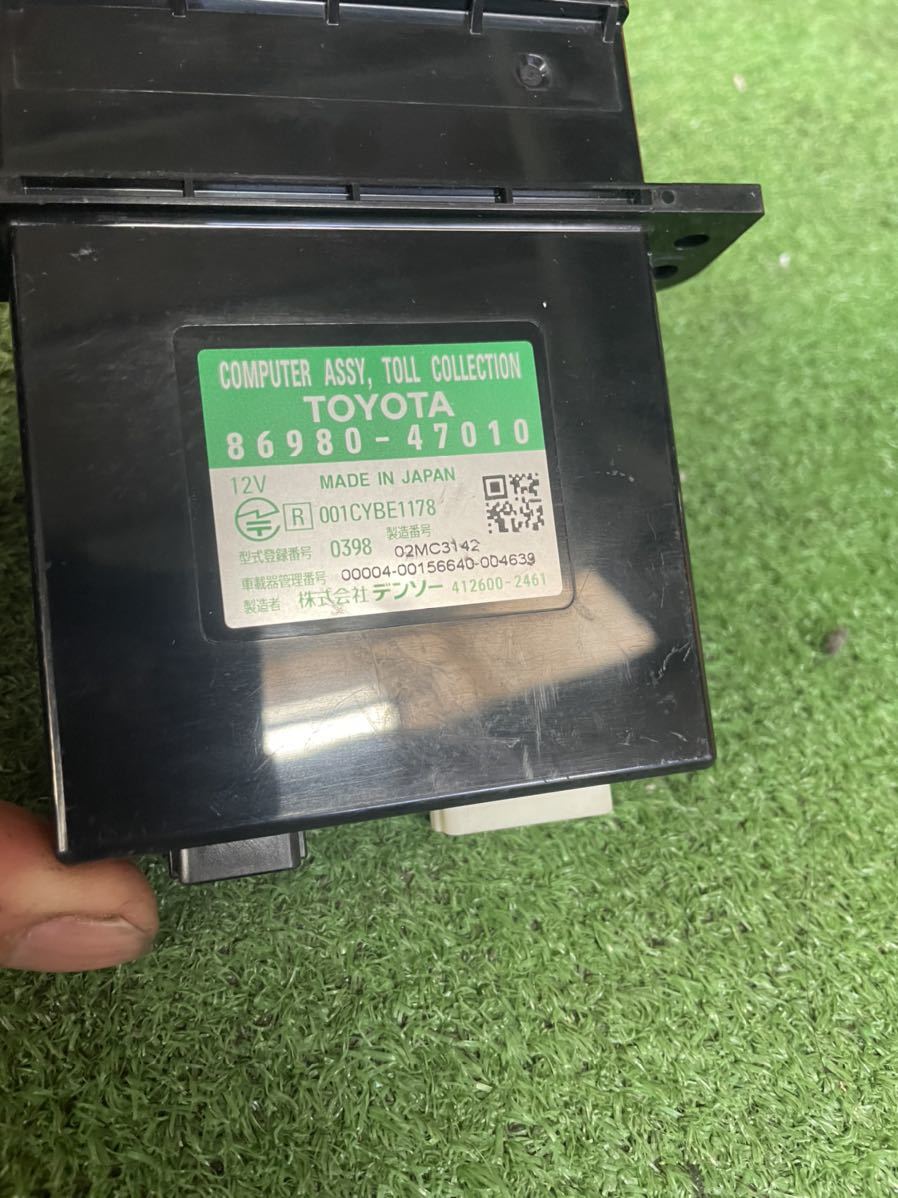 COMPUTER ASSY, TOLL COLLECTION
TOYOTA
86980-47010
12V MADE IN JAPAN
R 001CYBE1178
型式登録番号 0398 製造番号 02MC3142
車載器管理番号 00004-00156640-004639
製造者 株式会社 デンソー 412600-2461